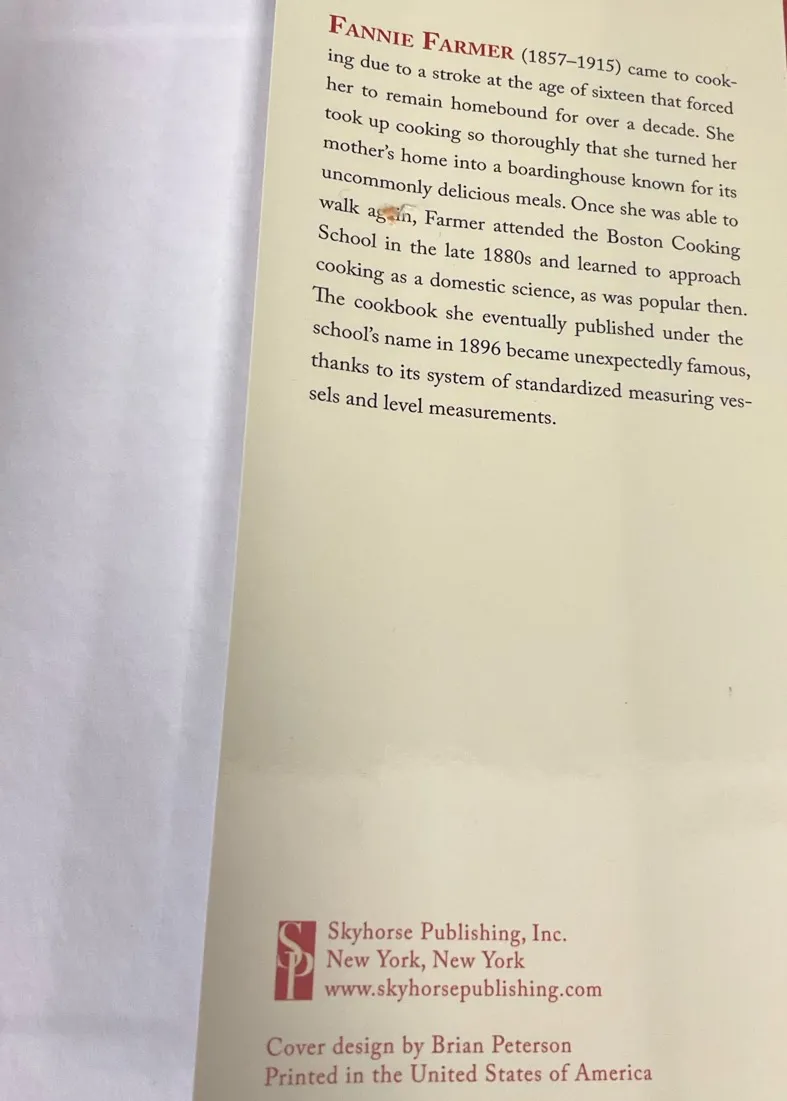 FANNIE FARMER (1857–1915) came to cook-
ing due to a stroke at the age of sixteen that forced
her to remain homebound for over a decade. She
took up cooking so thoroughly that she turned her
mother's home into a boardinghouse known for its
uncommonly delicious meals. Once she was able to
walk again, Farmer attended the Boston Cooking
School in the late 1880s and learned to approach
cooking as a domestic science, as was popular then.
The cookbook she eventually published under the
school's name in 1896 became unexpectedly famous,
thanks to its system of standardized measuring ves-
sels and level measurements.
SP
Skyhorse Publishing, Inc.
New York, New York
www.skyhorsepublishing.com
Cover design by Brian Peterson
Printed in the United States of America